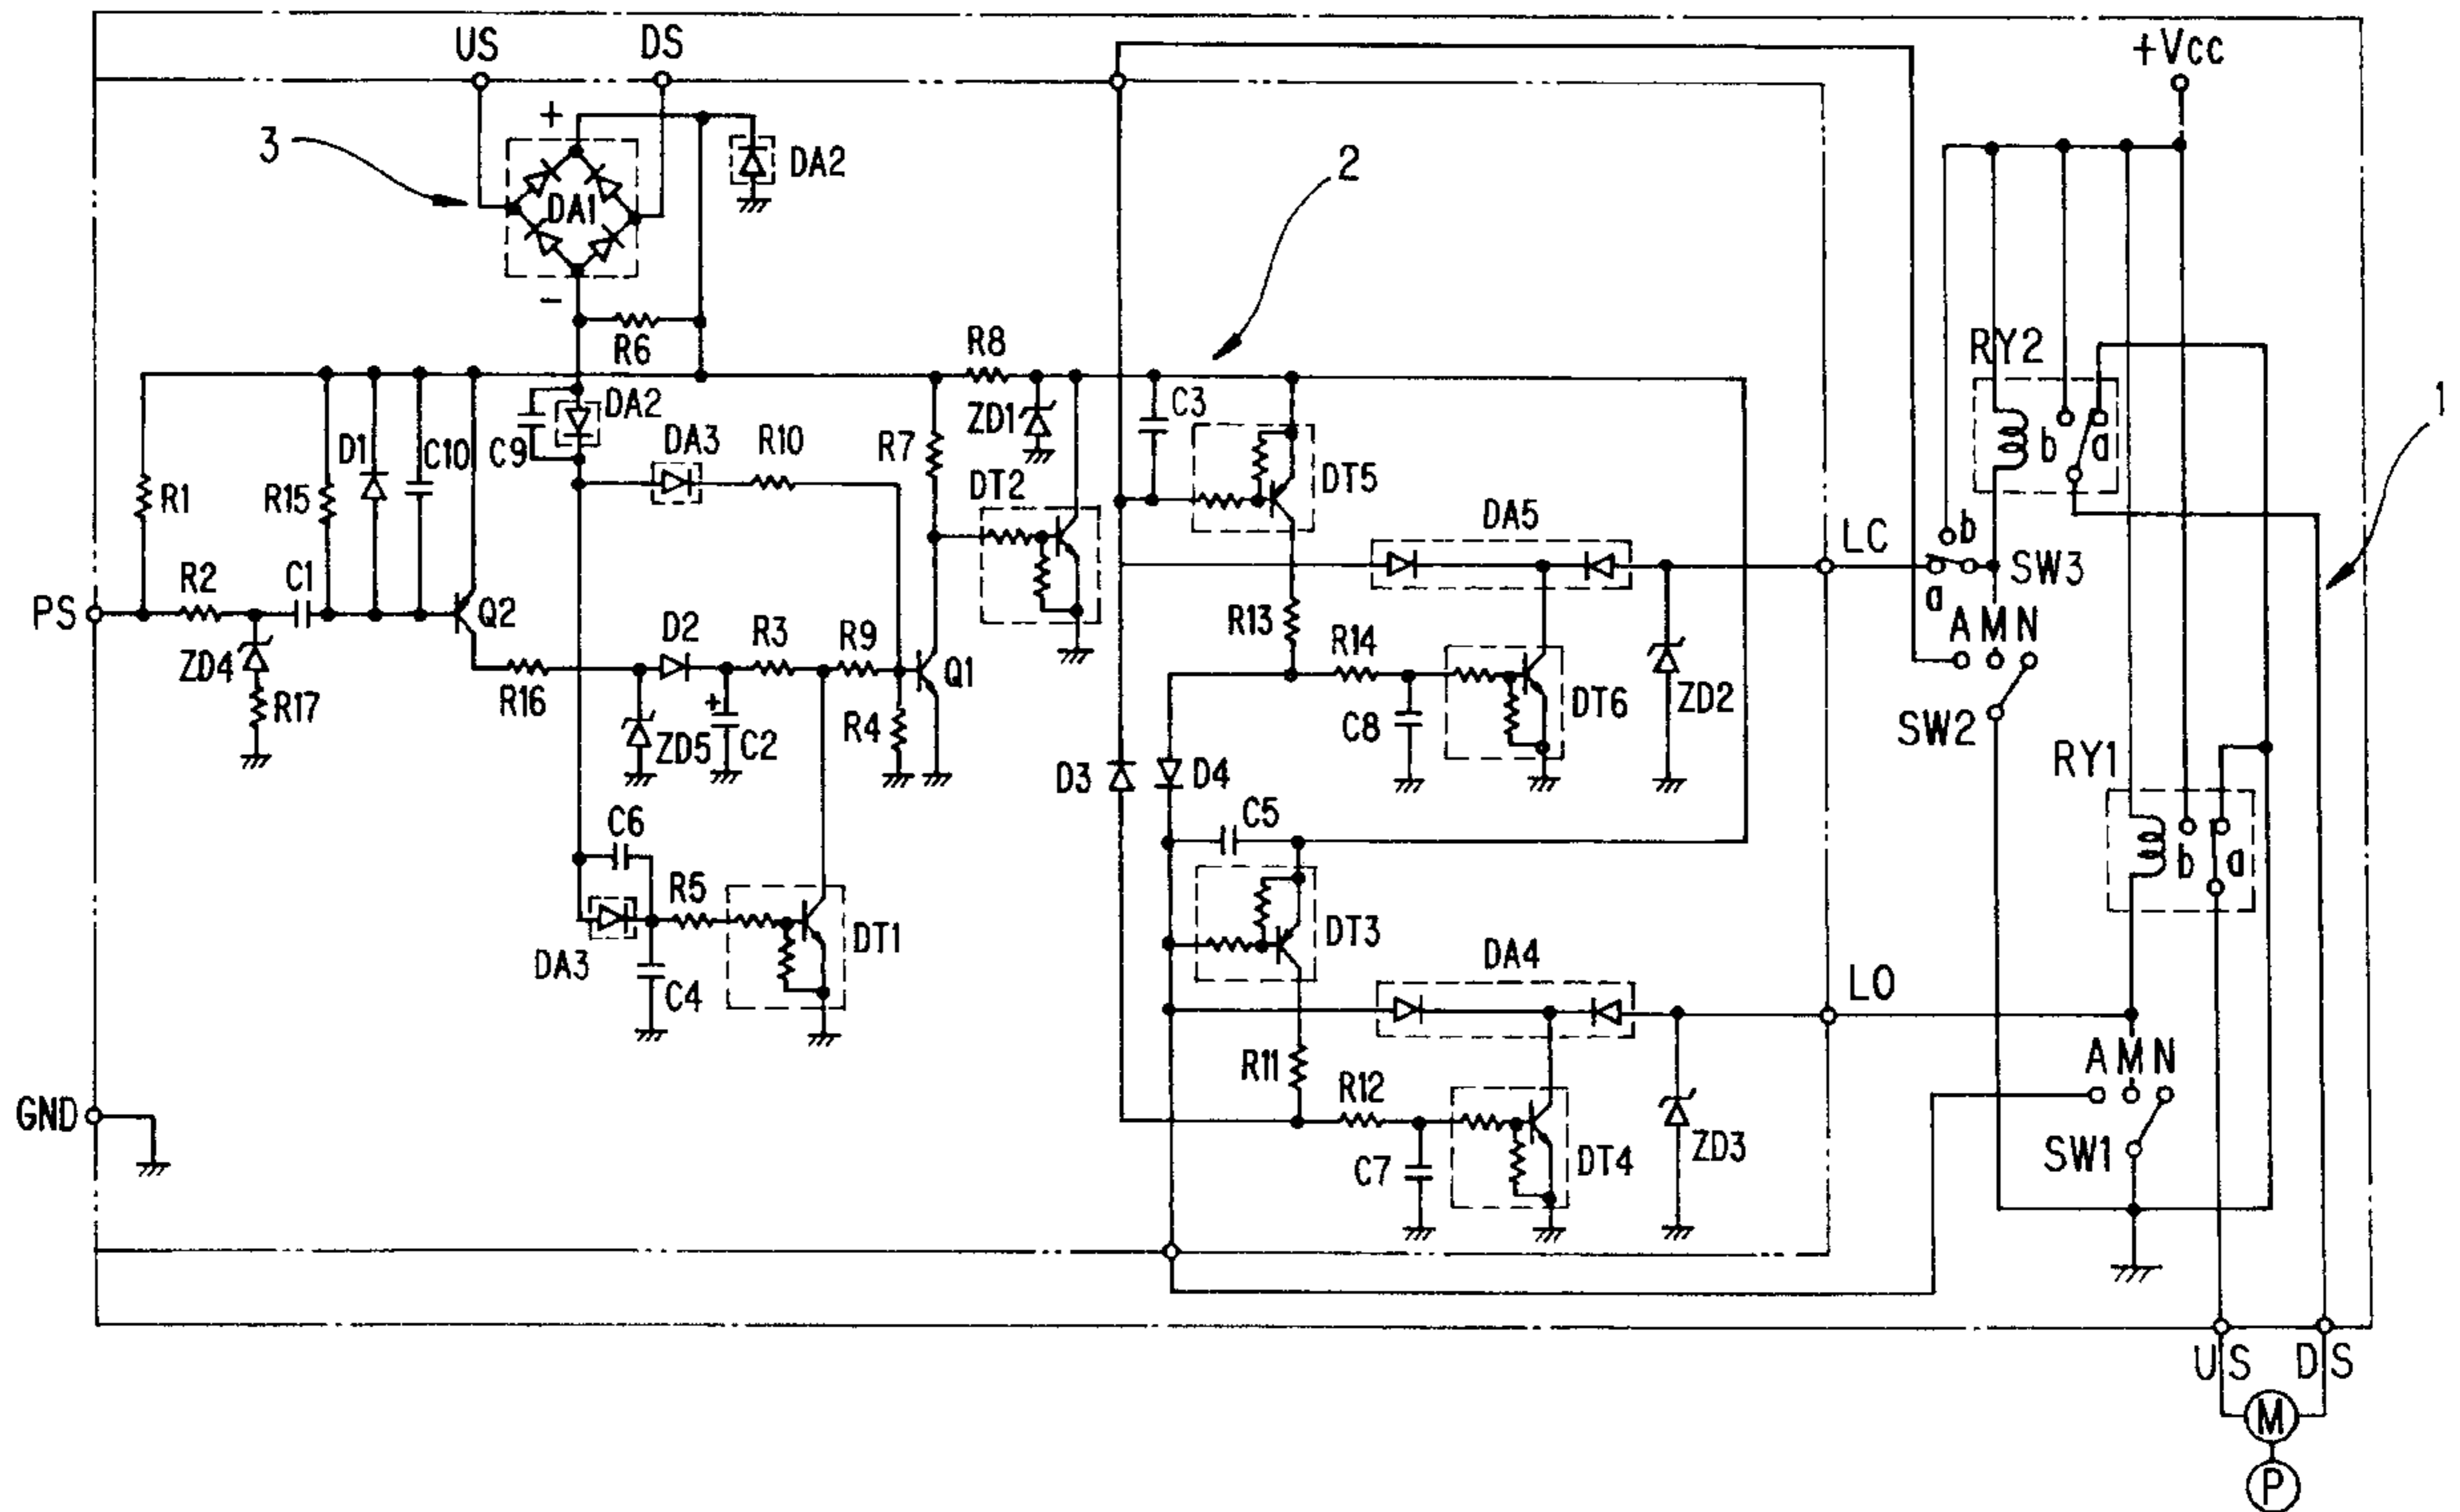 US DS
+Vcc
+
3
DA1
DA2
2
−
R6
R8
RY2
1
DA2
C9
DA3
R10
R7
ZD1
C3
b a
D1
C10
DT2
DT5
R1
R15
DA5
LC
b
SW3
a
PS
R2
C1
Q2
D2
R3
R9
Q1
R13
R14
A M N
ZD4
R17
R16
ZD5
+
C2
R4
C8
DT6
ZD2
SW2
RY1
D3
D4
C6
C5
b a
R5
DT1
DT3
DA3
C4
DA4
LO
R11
R12
A M N
GND
C7
DT4
ZD3
SW1
US DS
M
P